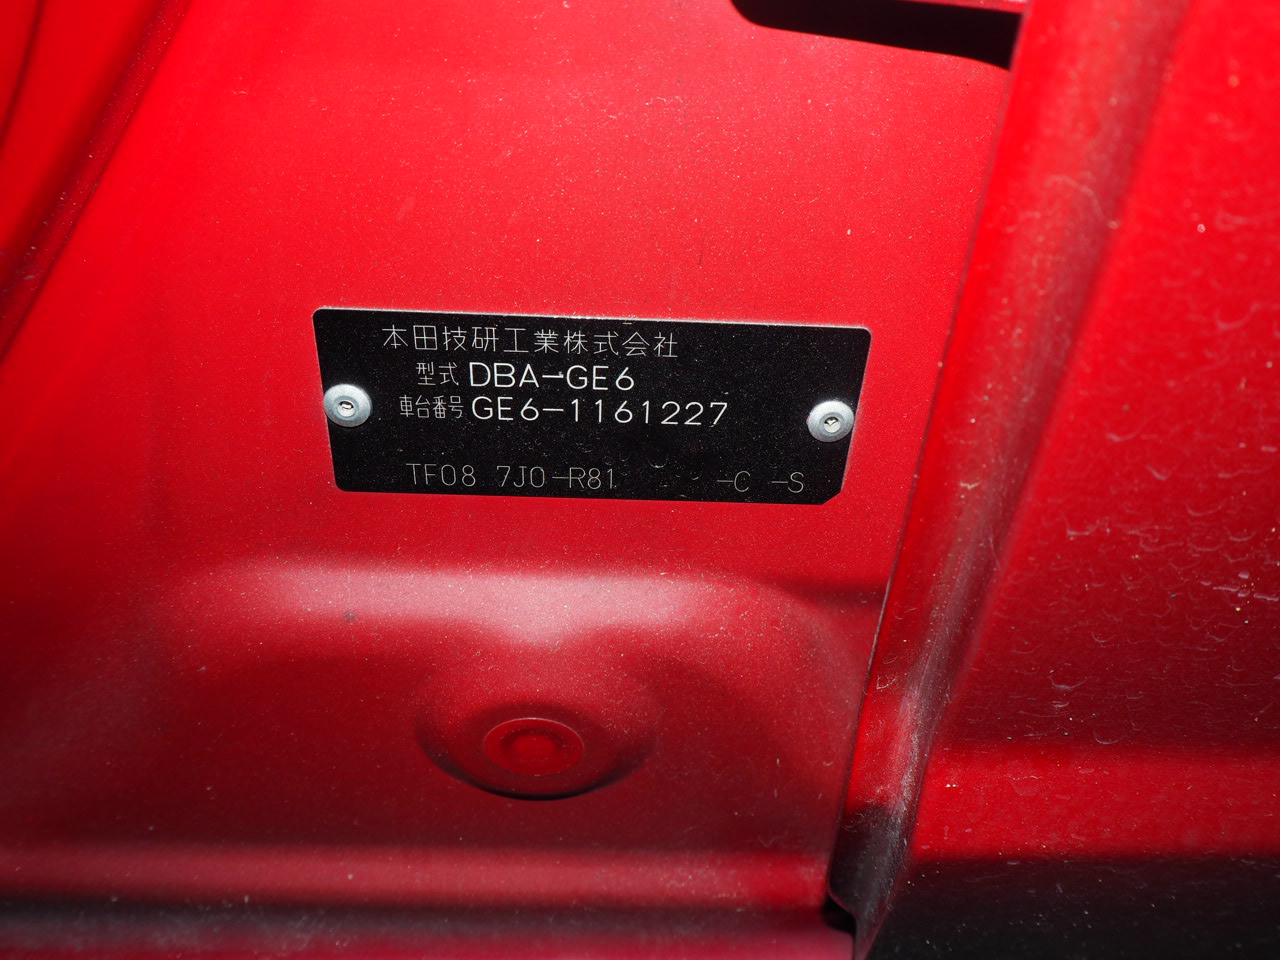 本田技研工業株式会社
型式 DBA-GE6
車台番号 GE6-1161227
TF08 7J0-R81 -C -S